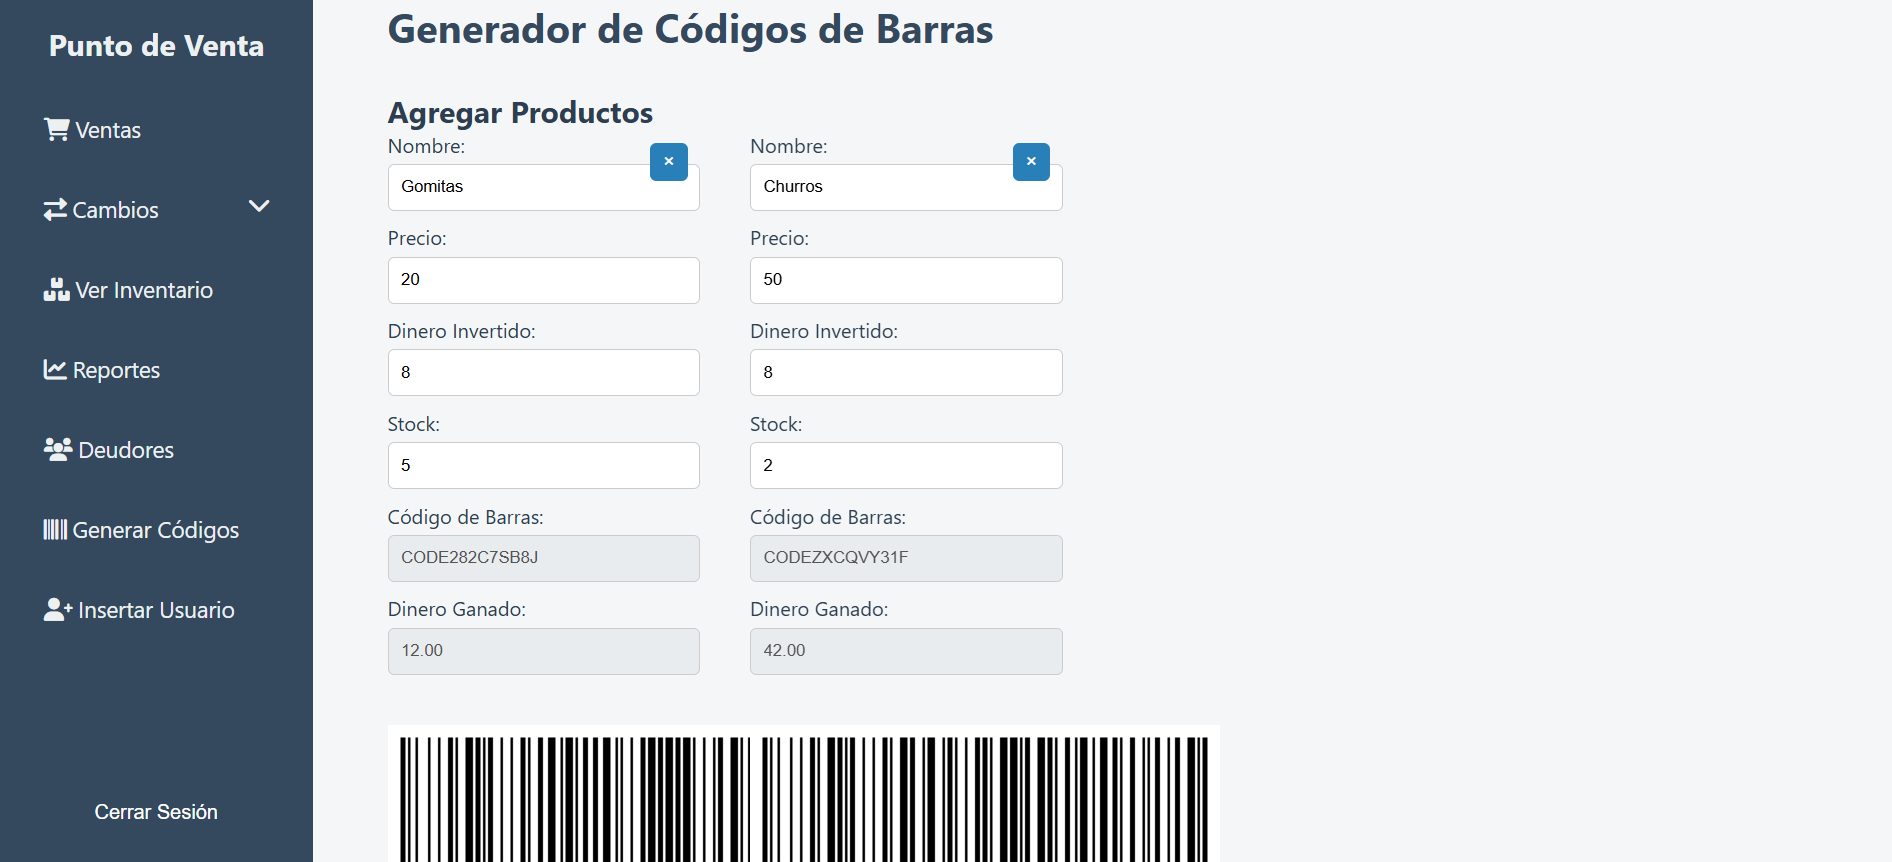 Punto de Venta
Ventas
Cambios
Ver Inventario
Reportes
Deudores
Generar Códigos
Insertar Usuario
Cerrar Sesión
Generador de Códigos de Barras
Agregar Productos
Nombre:
×
Gomitas
Precio:
20
Dinero Invertido:
8
Stock:
5
Código de Barras:
CODE282C7SB8J
Dinero Ganado:
12.00
Nombre:
×
Churros
Precio:
50
Dinero Invertido:
8
Stock:
2
Código de Barras:
CODEZXCQVY31F
Dinero Ganado:
42.00